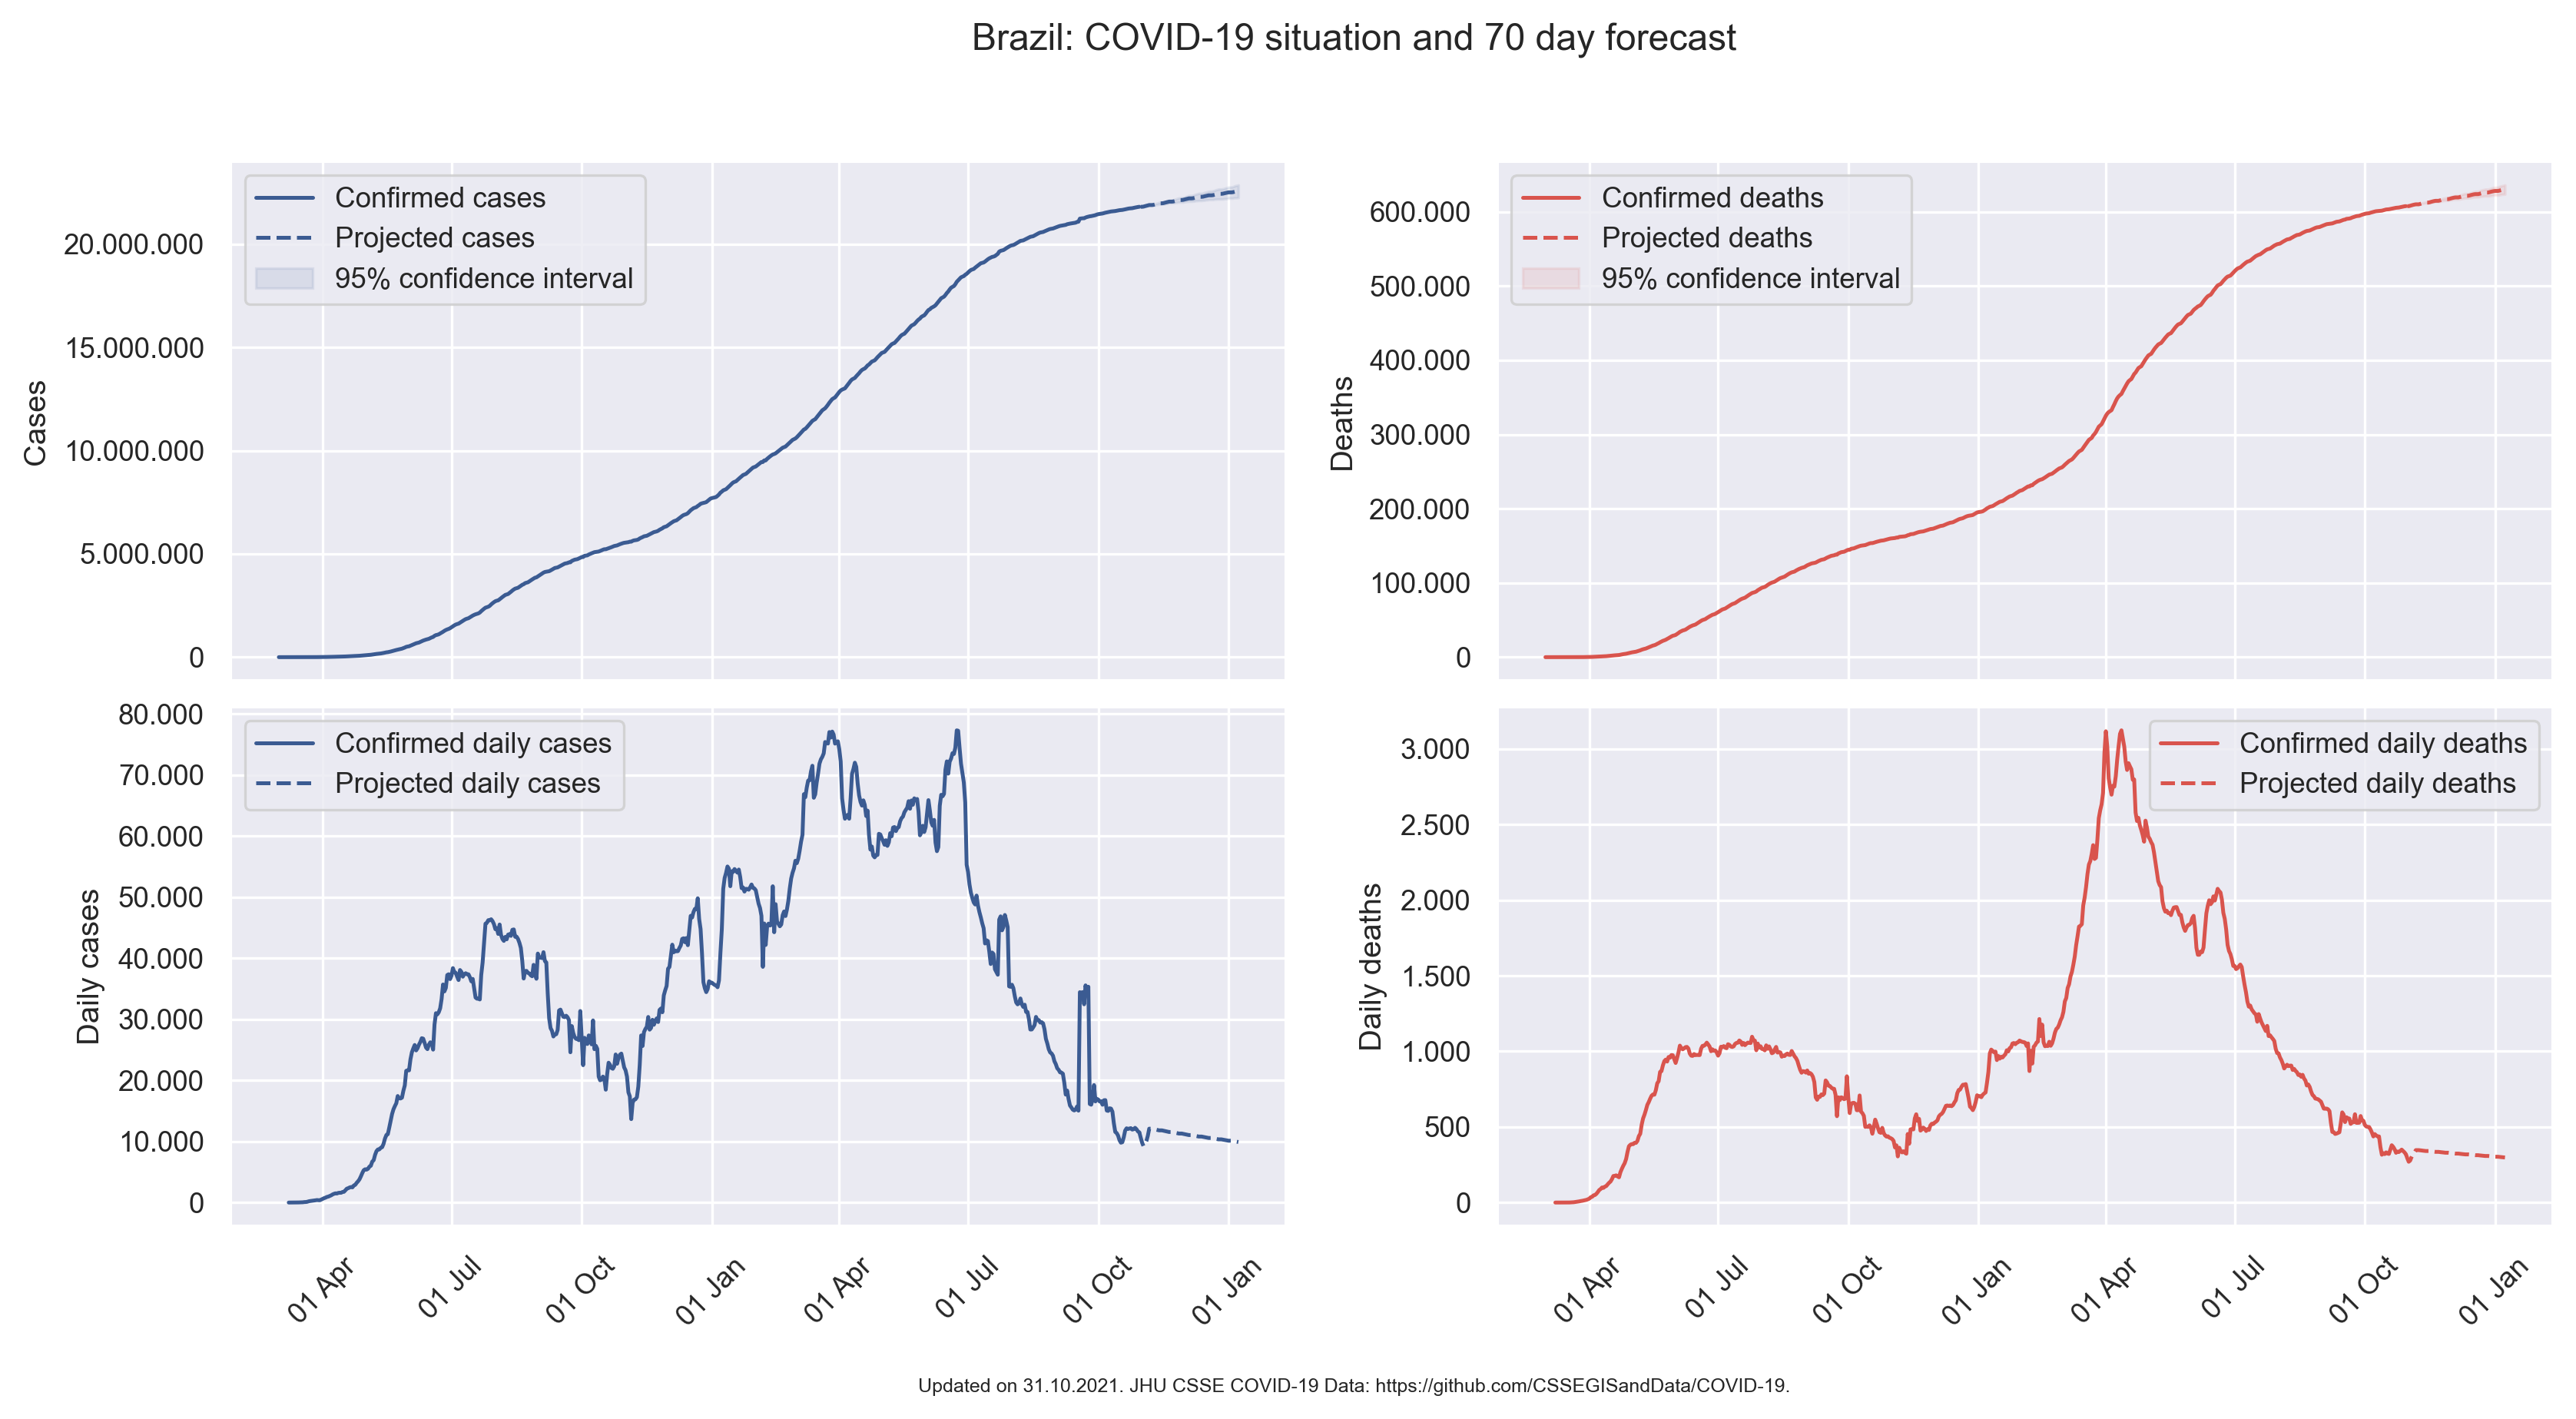 Brazil: COVID-19 situation and 70 day forecast
Confirmed cases
Projected cases
95% confidence interval
20.000.000
15.000.000
10.000.000
5.000.000
0
Cases
Confirmed deaths
Projected deaths
95% confidence interval
600.000
500.000
400.000
300.000
200.000
100.000
0
Deaths
Confirmed daily cases
Projected daily cases
80.000
70.000
60.000
50.000
40.000
30.000
20.000
10.000
0
Daily cases
01 Apr
01 Jul
01 Oct
01 Jan
01 Apr
01 Jul
01 Oct
01 Jan
Confirmed daily deaths
Projected daily deaths
3.000
2.500
2.000
1.500
1.000
500
0
Daily deaths
01 Apr
01 Jul
01 Oct
01 Jan
01 Apr
01 Jul
01 Oct
01 Jan
Updated on 31.10.2021. JHU CSSE COVID-19 Data: https://github.com/CSSEGISandData/COVID-19.